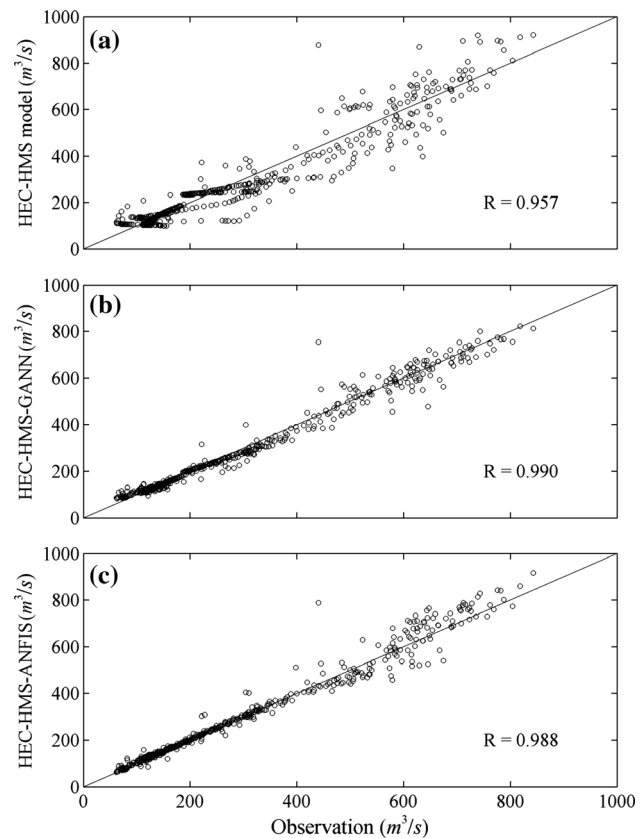 (a)
HEC-HMS model (m³/s)
1000
800
600
400
200
0
R = 0.957
(b)
HEC-HMS-GANN (m³/s)
1000
800
600
400
200
0
R = 0.990
(c)
HEC-HMS-ANFIS (m³/s)
1000
800
600
400
200
0
R = 0.988
0 200 400 600 800 1000
Observation (m³/s)